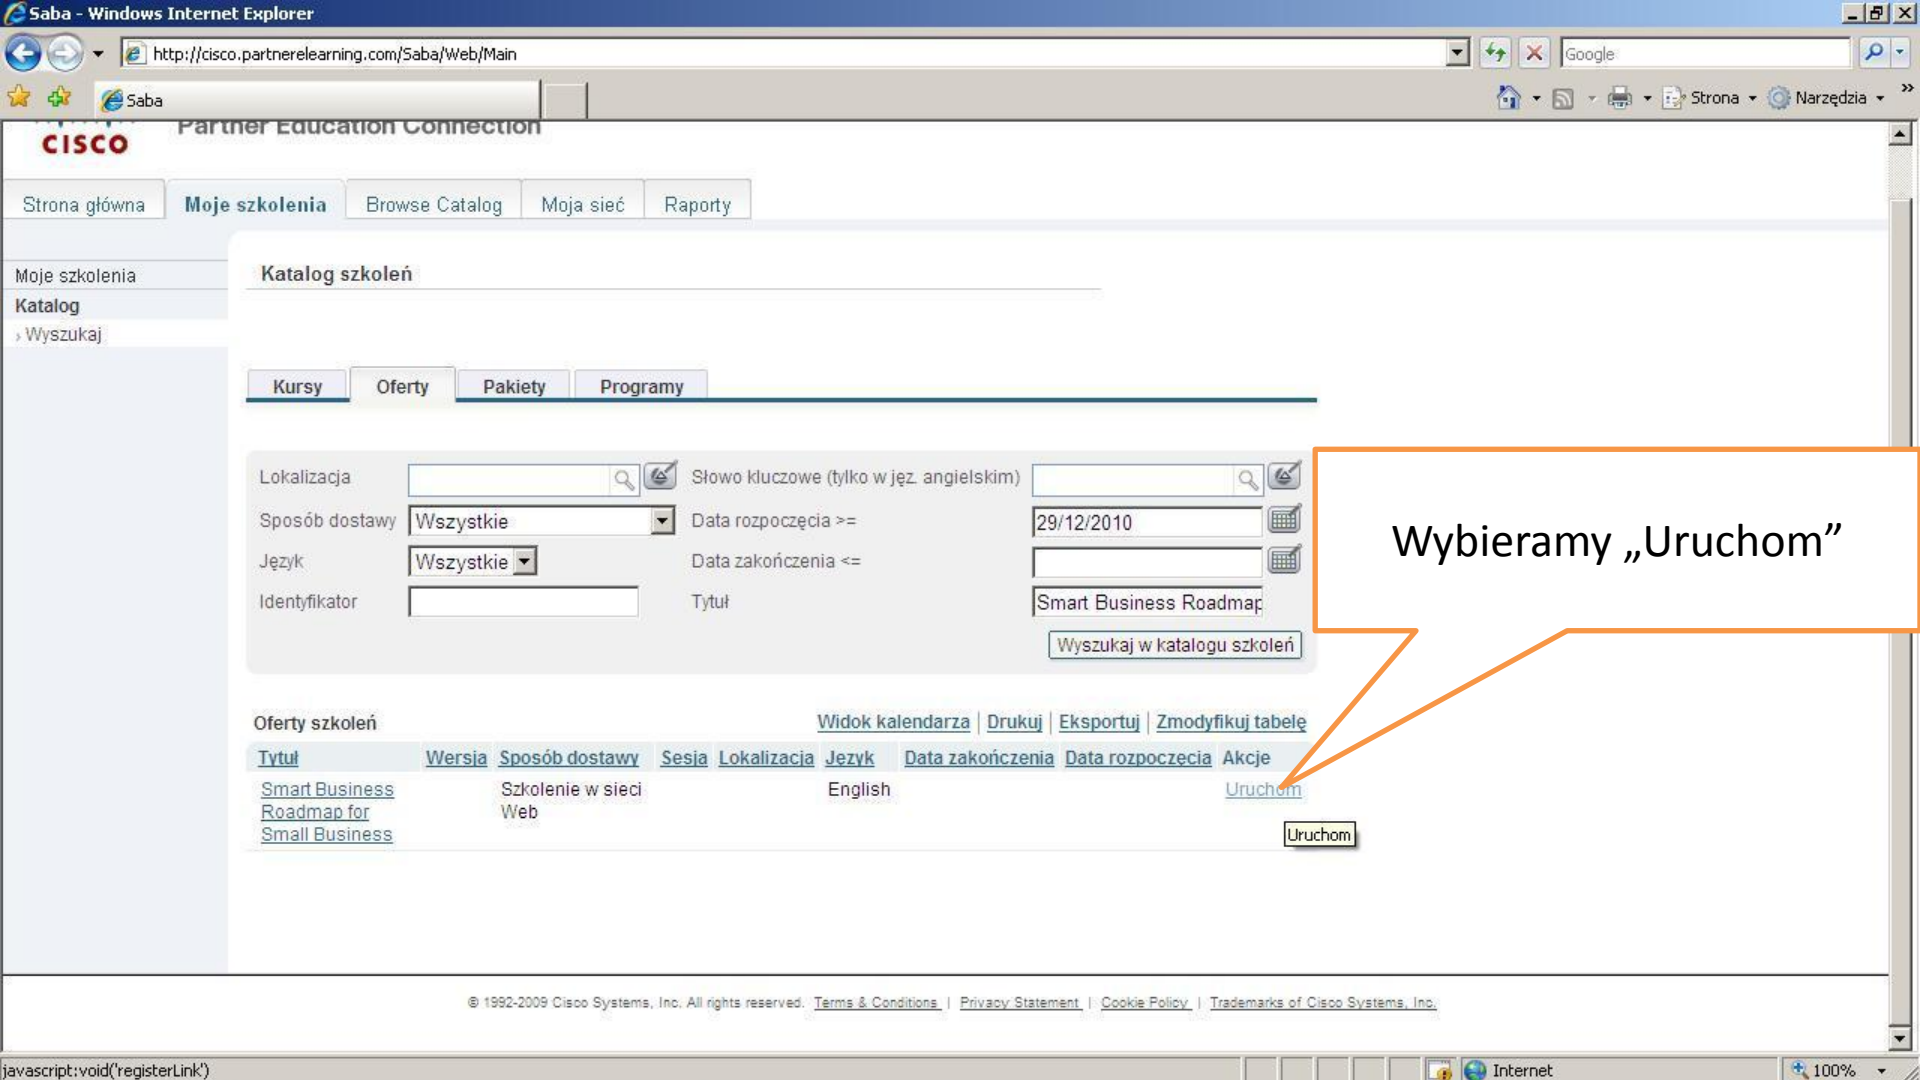 Saba - Windows Internet Explorer
http://cisco.partnerelearning.com/Saba/Web/Main
Google
Saba
Strona
Narzędzia
CISCO
Partner Education Connection
Strona główna
Moje szkolenia
Browse Catalog
Moja sieć
Raporty
Moje szkolenia
Katalog
› Wyszukaj
Katalog szkoleń
Kursy
Oferty
Pakiety
Programy
Lokalizacja
Słowo kluczowe (tylko w jęz. angielskim)
Sposób dostawy
Wszystkie
Data rozpoczęcia >=
29/12/2010
Język
Wszystkie
Data zakończenia <=
Identyfikator
Tytuł
Smart Business Roadmap
Wyszukaj w katalogu szkoleń
Wybieramy „Uruchom”
Oferty szkoleń
Widok kalendarza | Drukuj | Eksportuj | Zmodyfikuj tabelę
Tytuł Wersja Sposób dostawy Sesja Lokalizacja Język Data zakończenia Data rozpoczęcia Akcje
Smart Business Szkolenie w sieci English Uruchom
Roadmap for Web
Small Business
Uruchom
© 1992-2009 Cisco Systems, Inc. All rights reserved. Terms & Conditions | Privacy Statement | Cookie Policy | Trademarks of Cisco Systems, Inc.
javascript:void('registerLink')
Internet
100%